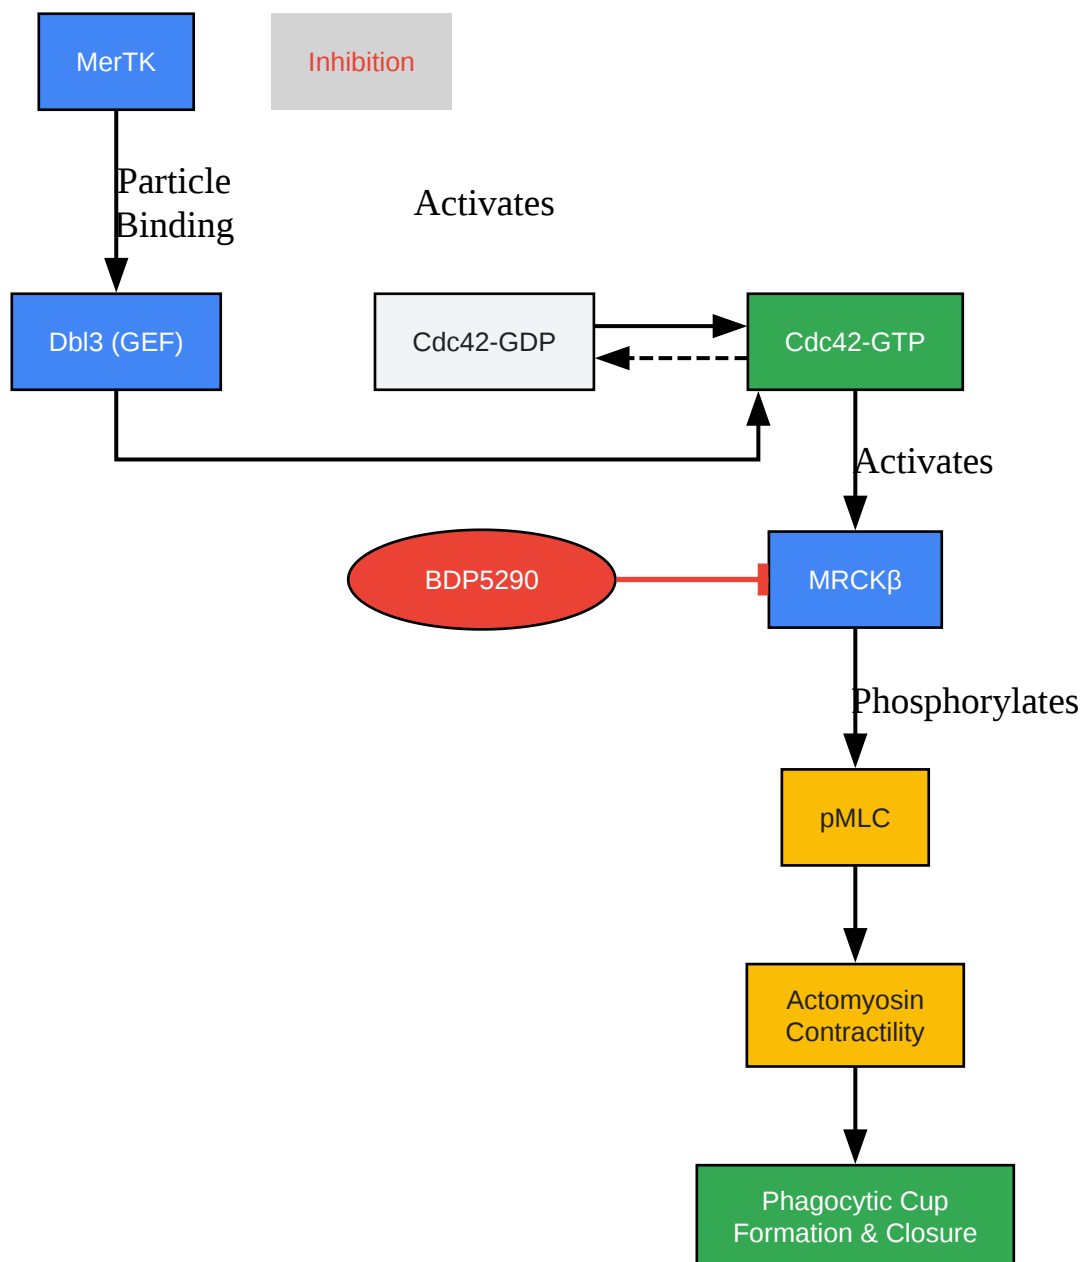 MerTK
Inhibition
Particle
Binding
Activates
Dbl3 (GEF)
Cdc42-GDP
Cdc42-GTP
Activates
BDP5290
MRCKβ
Phosphorylates
pMLC
Actomyosin
Contractility
Phagocytic Cup
Formation & Closure